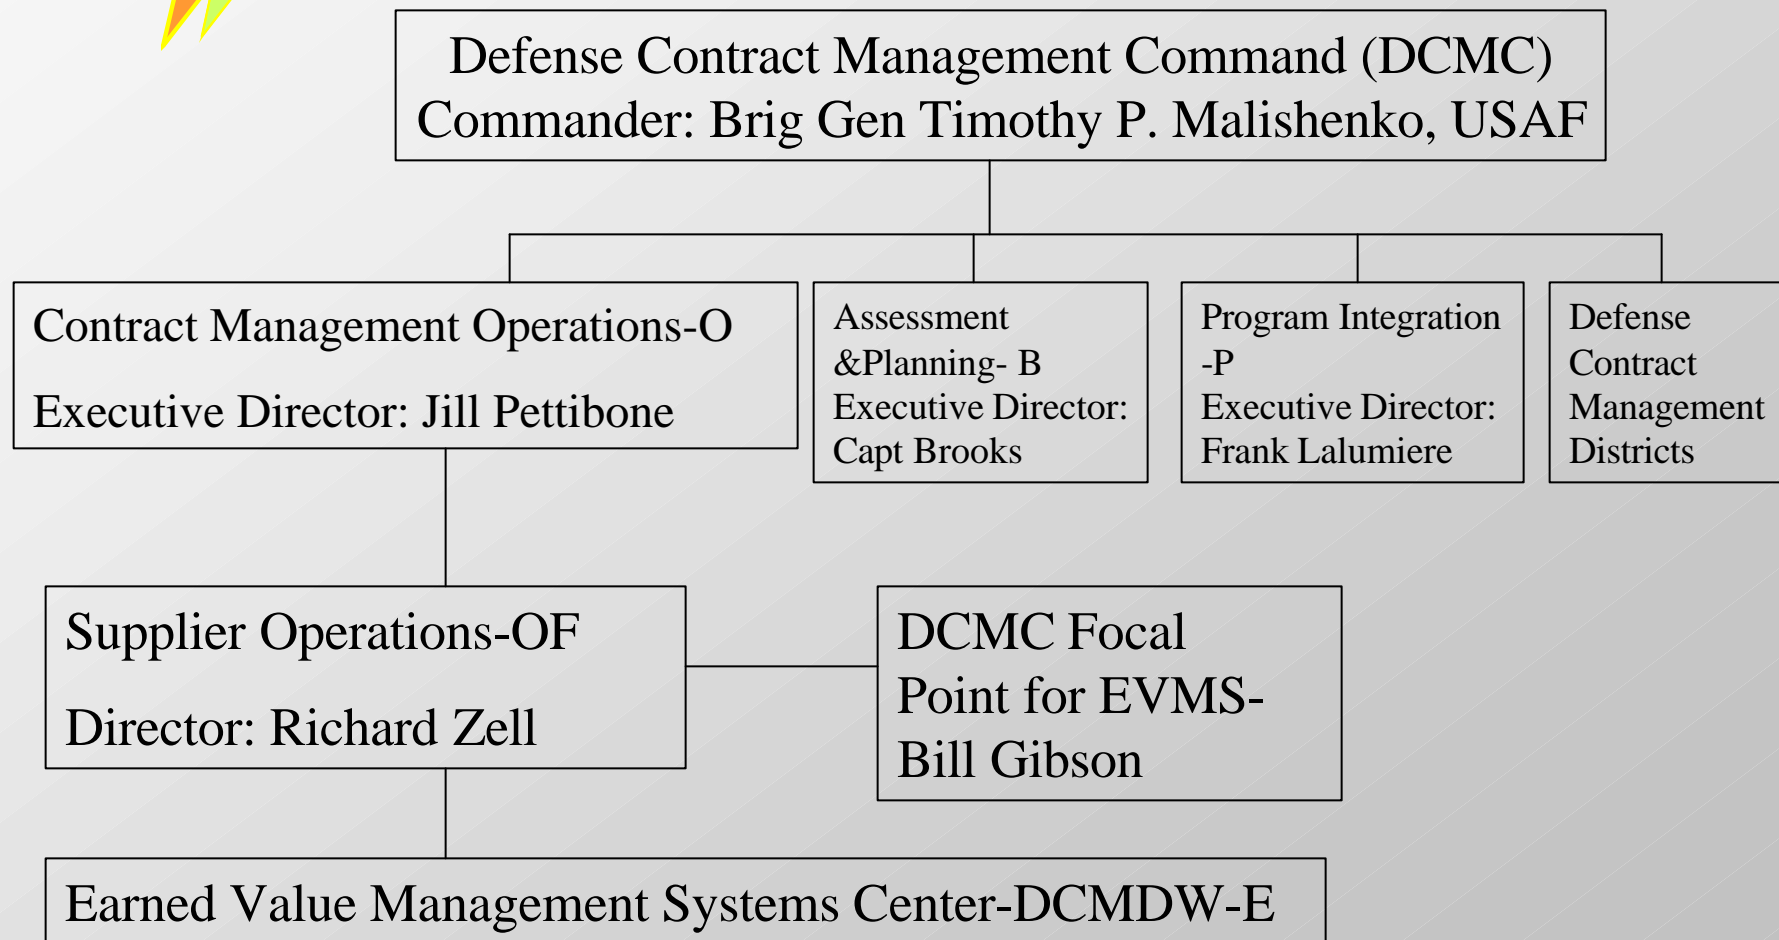 Defense Contract Management Command (DCMC)
Commander: Brig Gen Timothy P. Malishenko, USAF
Contract Management Operations-O
Executive Director: Jill Pettibone
Assessment
&Planning- B
Executive Director:
Capt Brooks
Program Integration
-P
Executive Director:
Frank Lalumiere
Defense
Contract
Management
Districts
Supplier Operations-OF
Director: Richard Zell
DCMC Focal
Point for EVMS-
Bill Gibson
Earned Value Management Systems Center-DCMDW-E